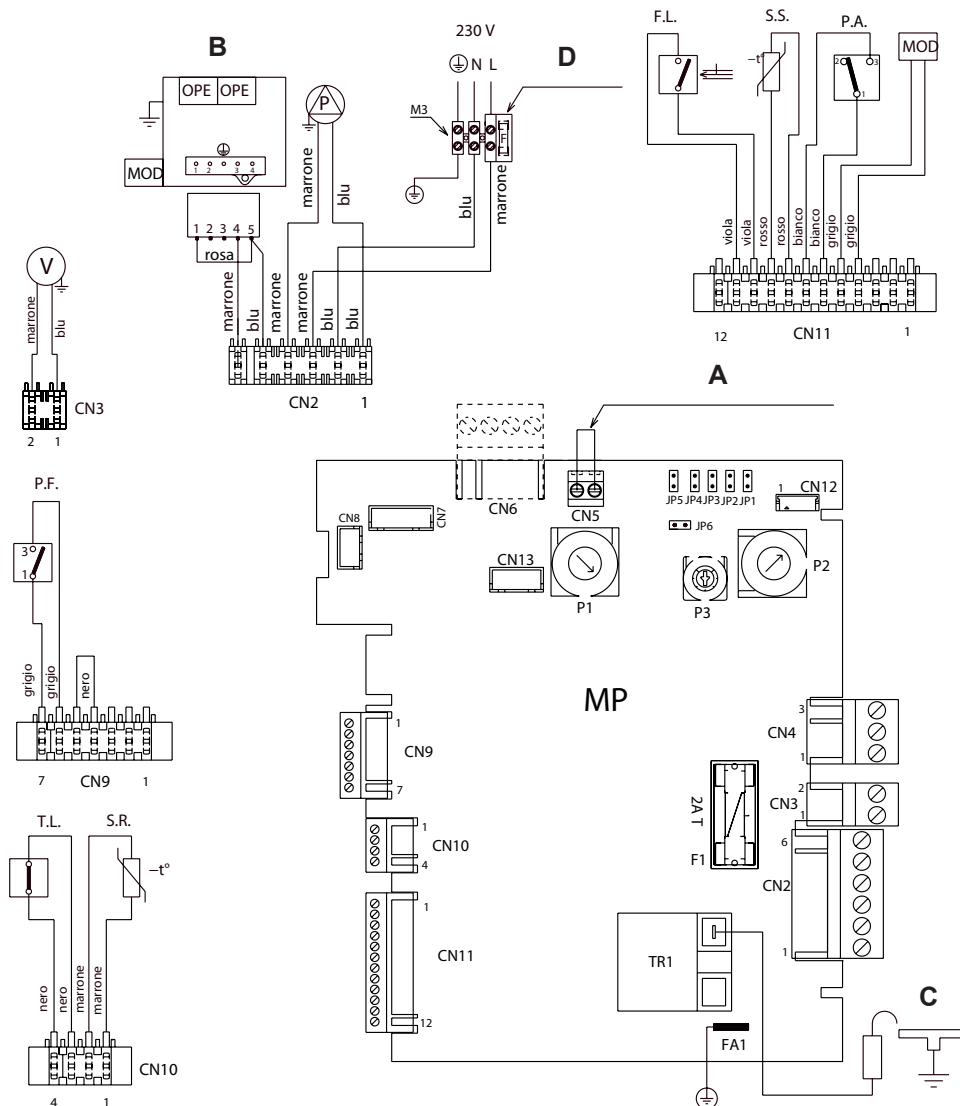 B
OPE OPE
MOD
1 2 3 4
1 2 3 4 5
rosa
P
marrone
blu
230 V
N L
D
M3
F
blu
marrone
marrone
blu
marrone
marrone
blu
blu
CN2
1
F.L.
S.S.
P.A.
MOD
-t°
2
3
1
viola
viola
rosso
rosso
bianco
bianco
grigio
grigio
12
CN11
1
V
marrone
blu
CN3
2 1
A
P.F.
3
1
grigio
grigio
nero
7 CN9 1
T.L.
S.R.
-t°
nero
nero
marrone
marrone
CN10
4 1
CN6
CN5
JP5 JP4 JP3 JP2 JP1
JP6
1
CN12
CN8
CN7
CN13
P1
P3
P2
MP
1
CN9
7
1
CN10
4
1
CN11
12
3
CN4
1
2
CN3
1
6
CN2
1
2A T
F1
TR1
FA1
C